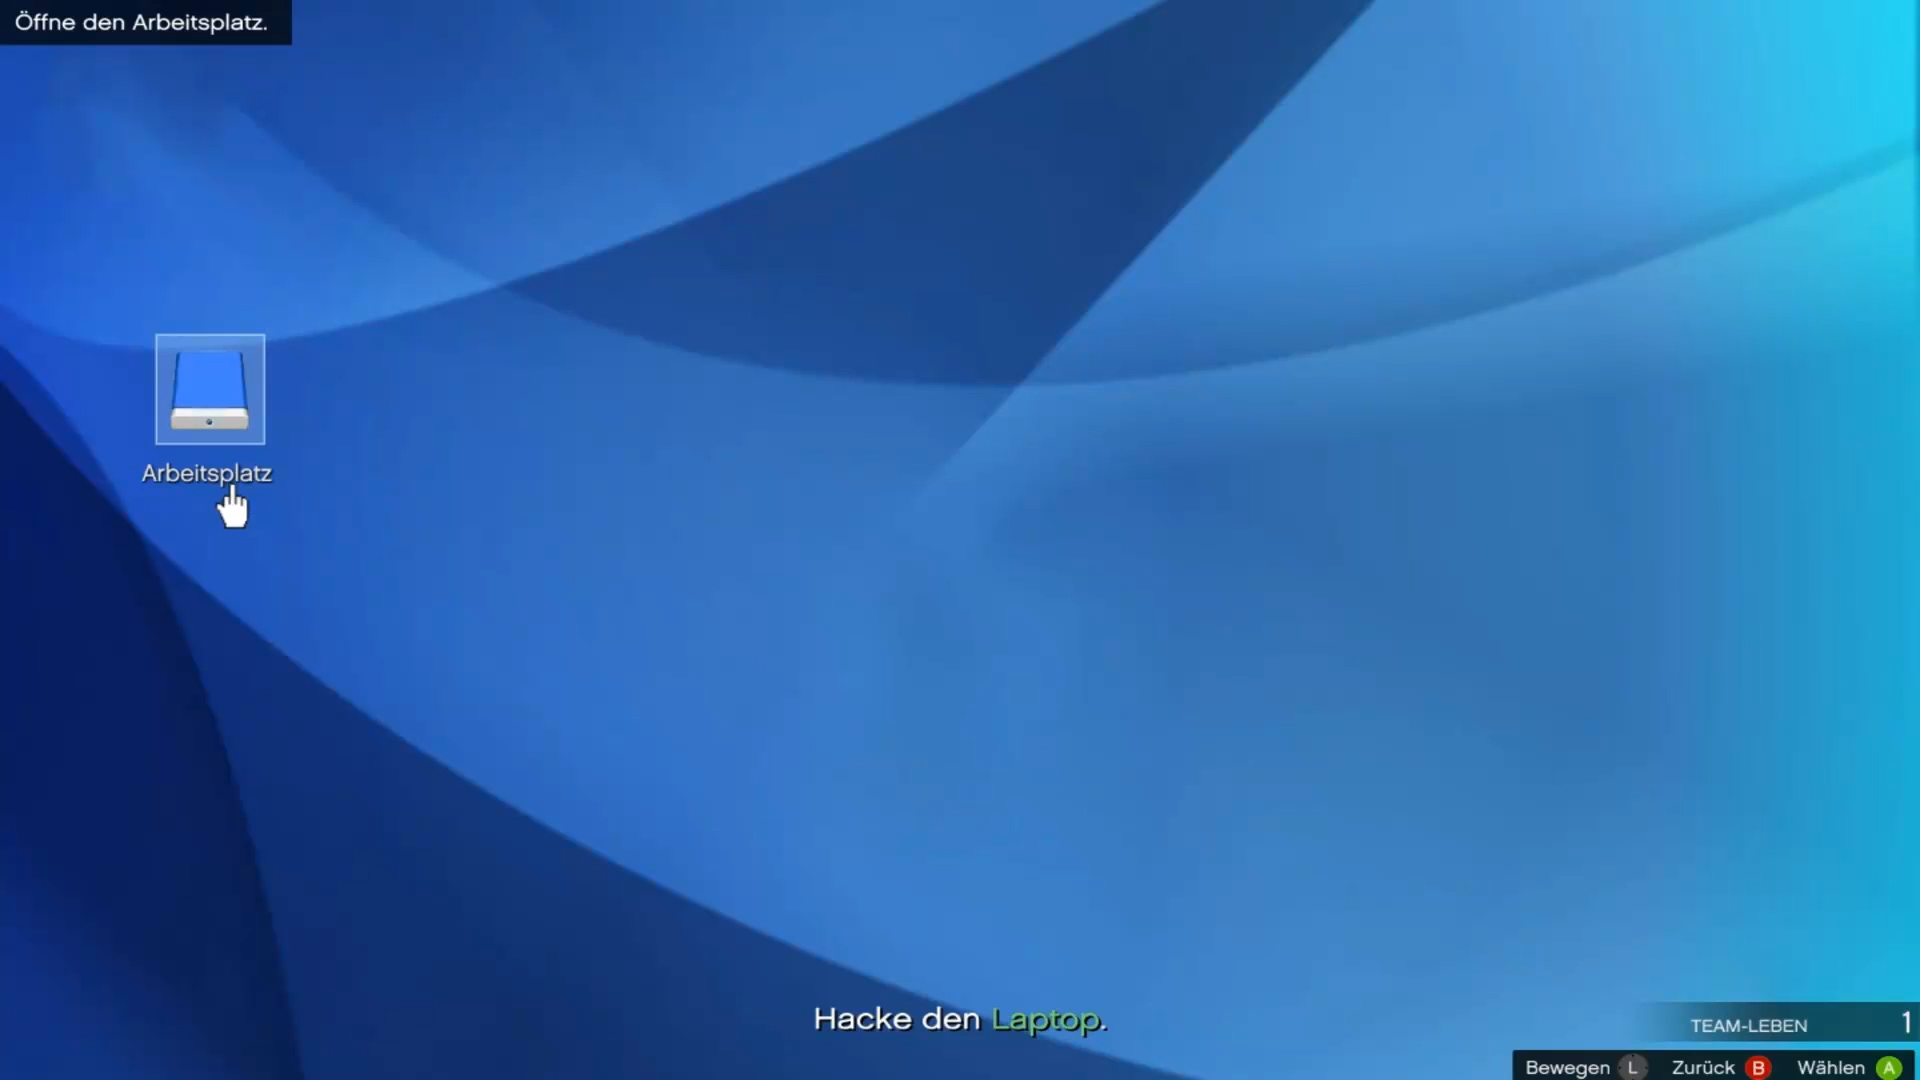 Öffne den Arbeitsplatz.
Arbeitsplatz
Hacke den Laptop.
TEAM-LEBEN 1
Bewegen L Zurück B Wählen A